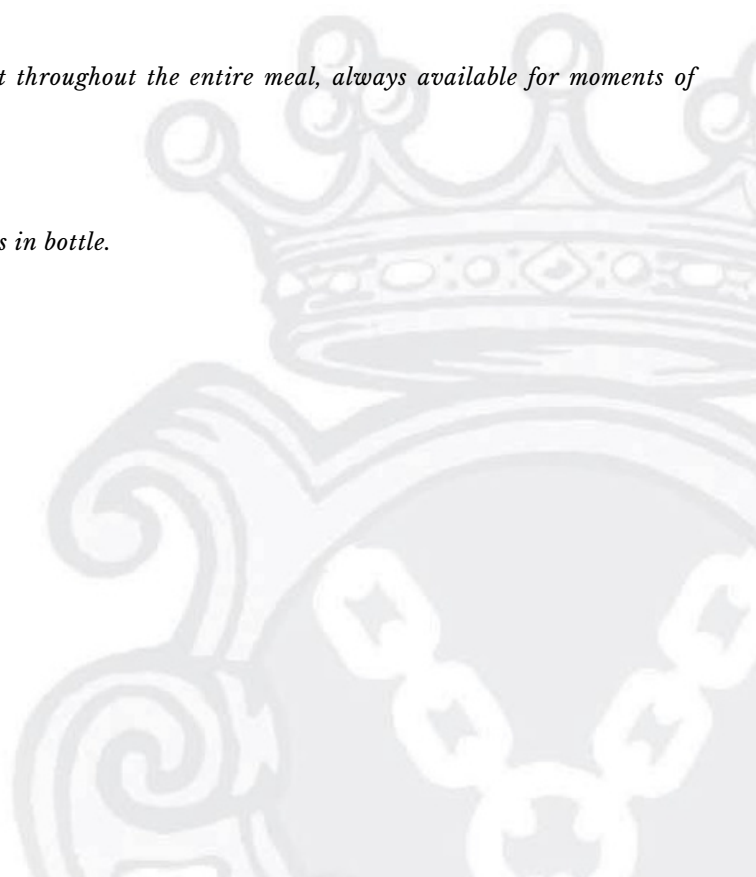 t throughout the entire meal, always available for moments of
s in bottle.